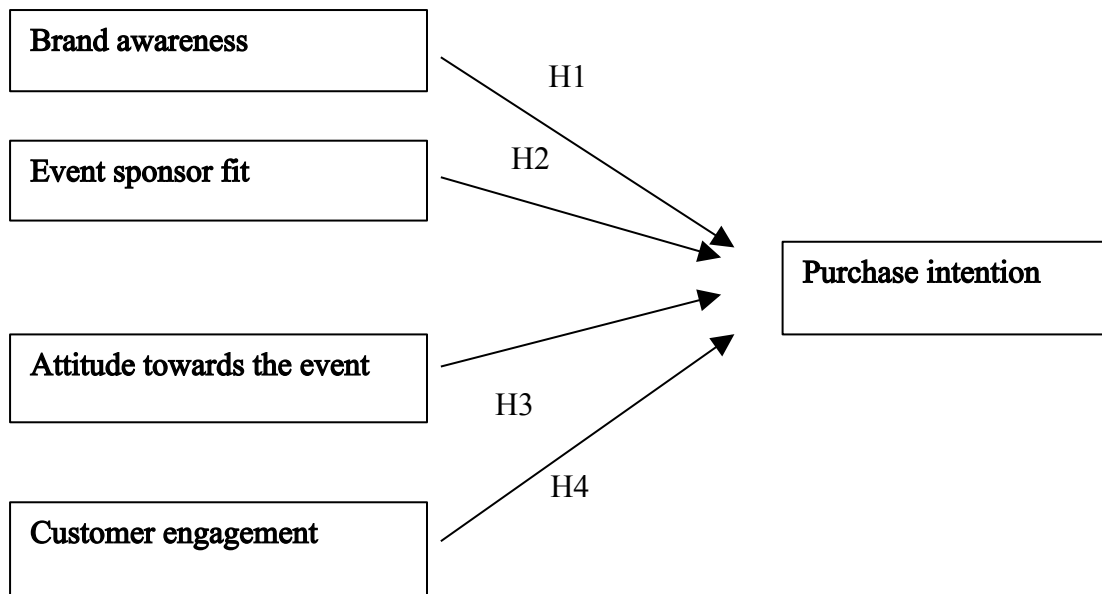 Brand awareness
H1
H2
Event sponsor fit
Purchase intention
Attitude towards the event
H3
H4
Customer engagement